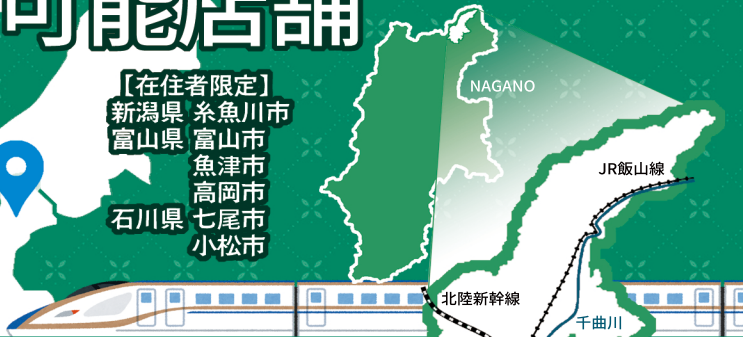 可能店舗
【在住者限定】
新潟県 糸魚川市
富山県 富山市
魚津市
高岡市
石川県 七尾市
小松市
NAGANO
JR飯山線
北陸新幹線
千曲川